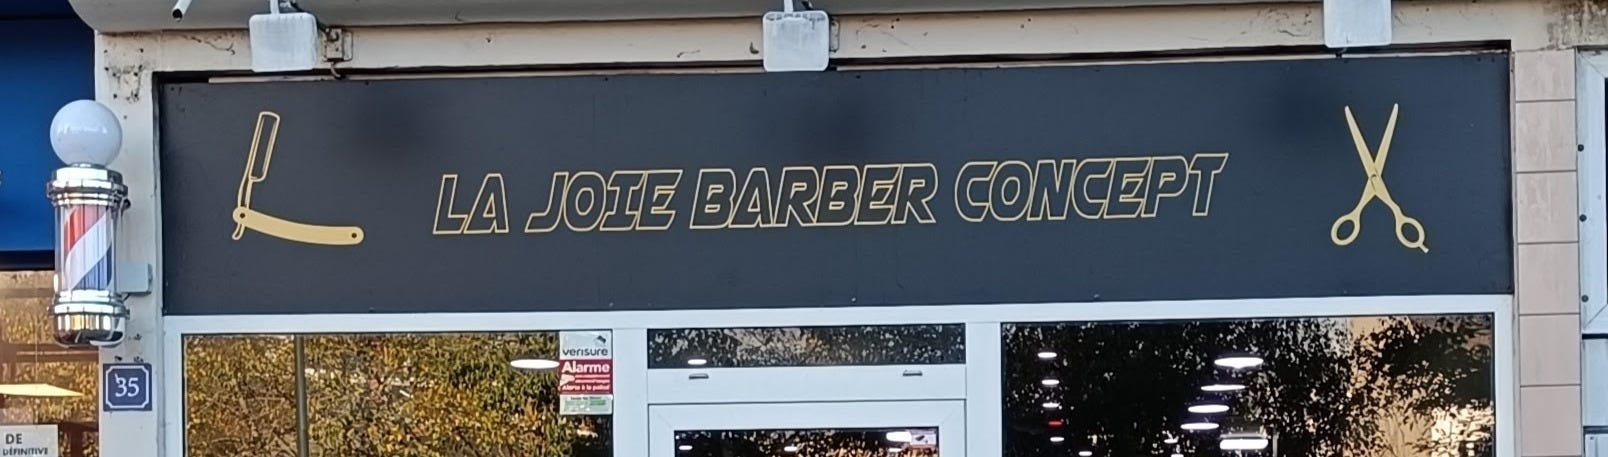 LA JOIE BARBER CONCEPT
verisure
Alarme
35
DE
DÉFINITIVE